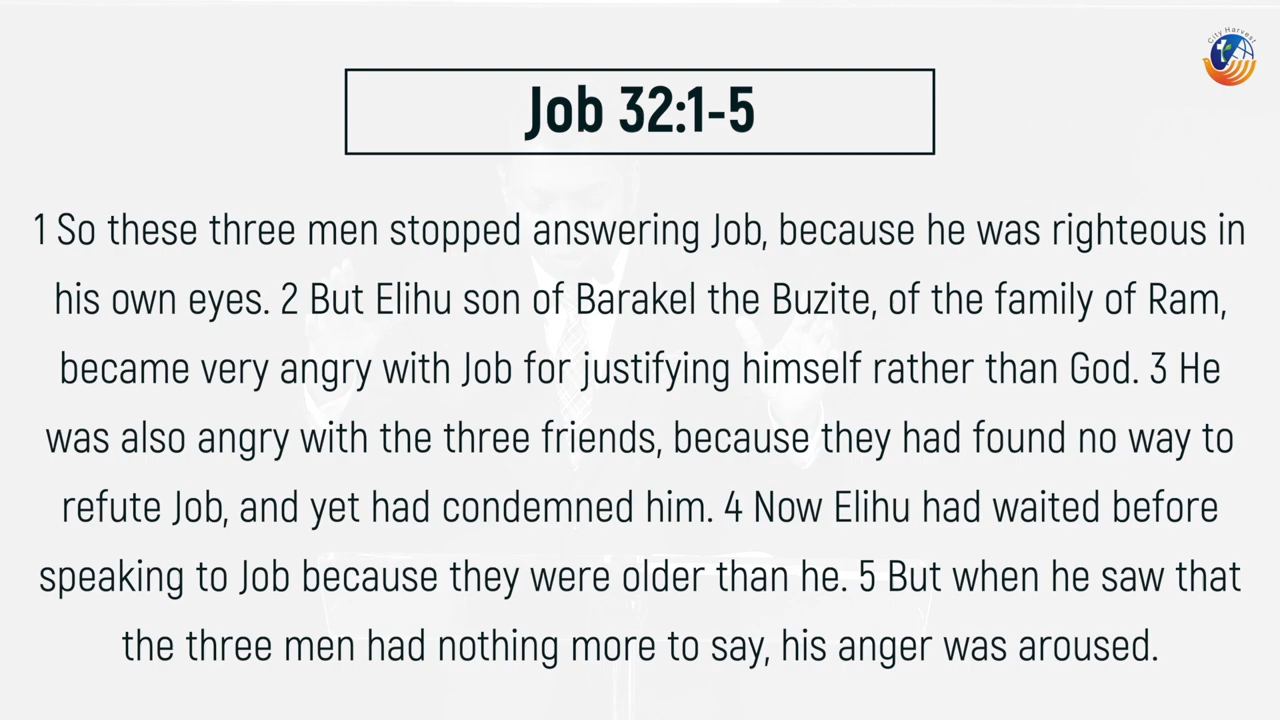 City Harvest
Job 32:1-5
1 So these three men stopped answering Job, because he was righteous in
his own eyes. 2 But Elihu son of Barakel the Buzite, of the family of Ram,
became very angry with Job for justifying himself rather than God. 3 He
was also angry with the three friends, because they had found no way to
refute Job, and yet had condemned him. 4 Now Elihu had waited before
speaking to Job because they were older than he. 5 But when he saw that
the three men had nothing more to say, his anger was aroused.